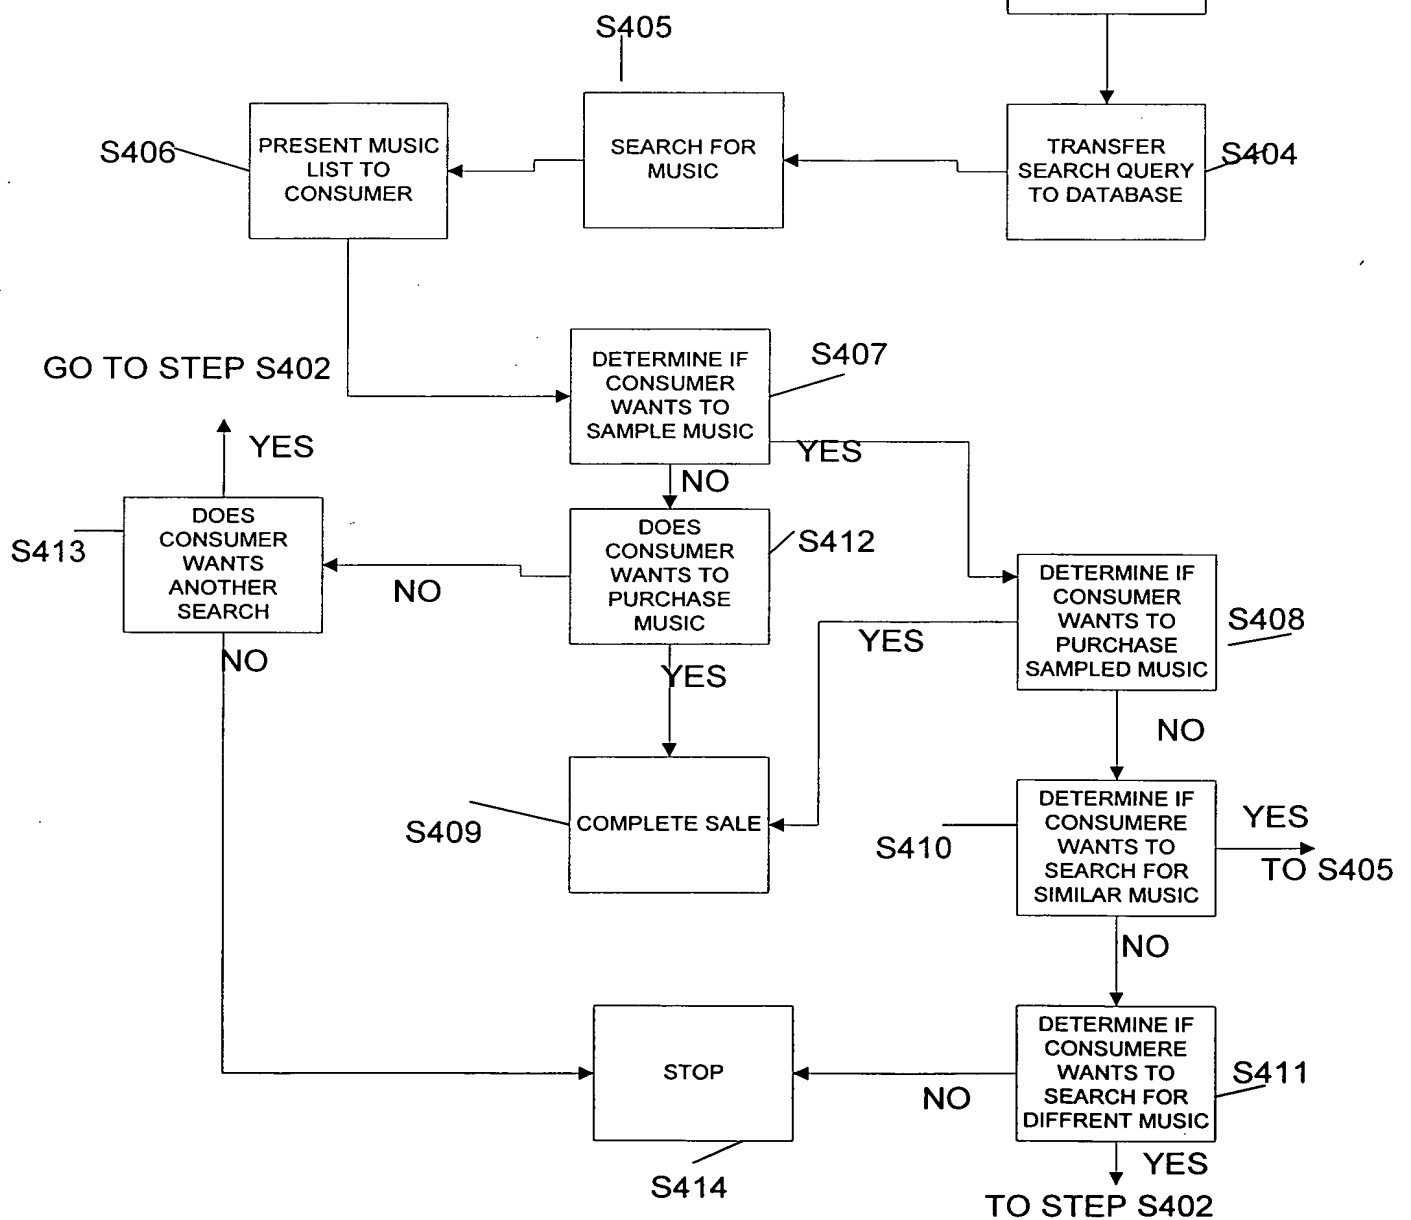 S405
S406
PRESENT MUSIC
LIST TO
CONSUMER
SEARCH FOR
MUSIC
TRANSFER
SEARCH QUERY
TO DATABASE
S404
GO TO STEP S402
DETERMINE IF
CONSUMER
WANTS TO
SAMPLE MUSIC
S407
YES
YES
NO
S413
DOES
CONSUMER
WANTS
ANOTHER
SEARCH
NO
DOES
CONSUMER
WANTS TO
PURCHASE
MUSIC
S412
DETERMINE IF
CONSUMER
WANTS TO
PURCHASE
SAMPLED MUSIC
S408
NO
YES
YES
NO
S409
COMPLETE SALE
S410
DETERMINE IF
CONSUMERE
WANTS TO
SEARCH FOR
SIMILAR MUSIC
YES
TO S405
NO
STOP
S414
NO
DETERMINE IF
CONSUMERE
WANTS TO
SEARCH FOR
DIFFRENT MUSIC
S411
YES
TO STEP S402